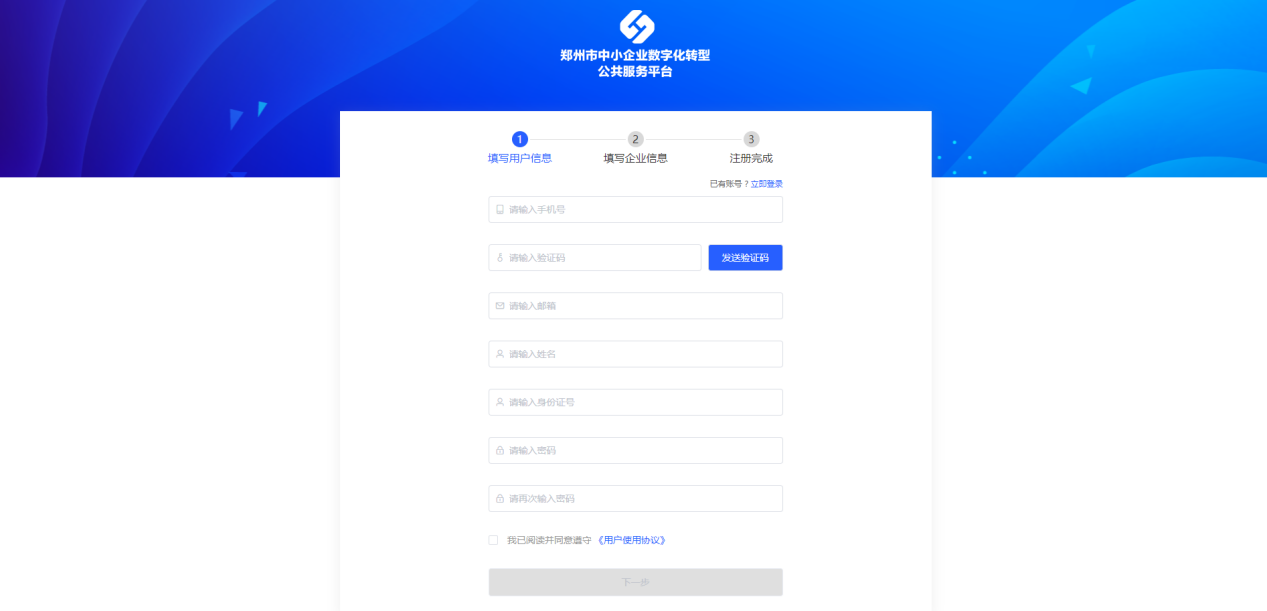 郑州市中小企业数字化转型
公共服务平台
1 2 3
填写用户信息 填写企业信息 注册完成
已有账号？立即登录
请输入手机号
请输入验证码 发送验证码
请输入邮箱
请输入姓名
请输入身份证号
请输入密码
请再次输入密码
我已阅读并同意遵守 《用户使用协议》
下一步